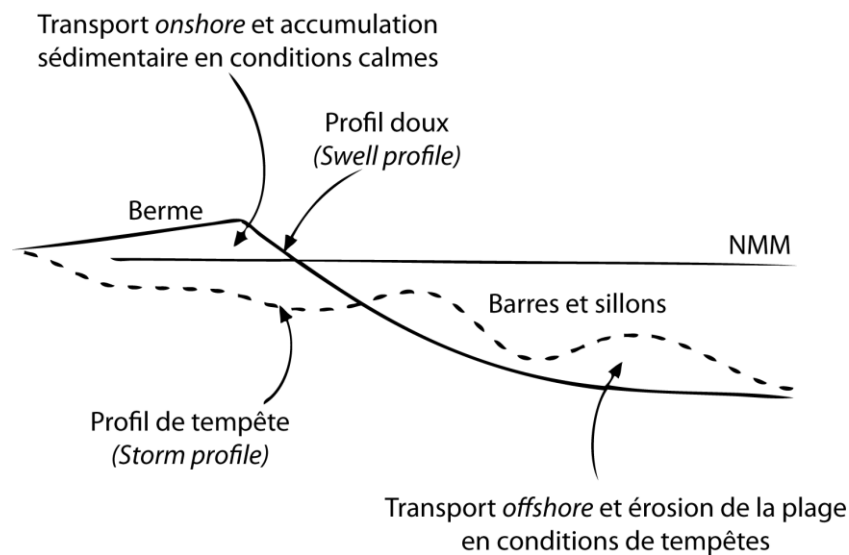 Transport onshore et accumulation
sédimentaire en conditions calmes
Profil doux
(Swell profile)
Berme
NMM
Barres et sillons
Profil de tempête
(Storm profile)
Transport offshore et érosion de la plage
en conditions de tempêtes